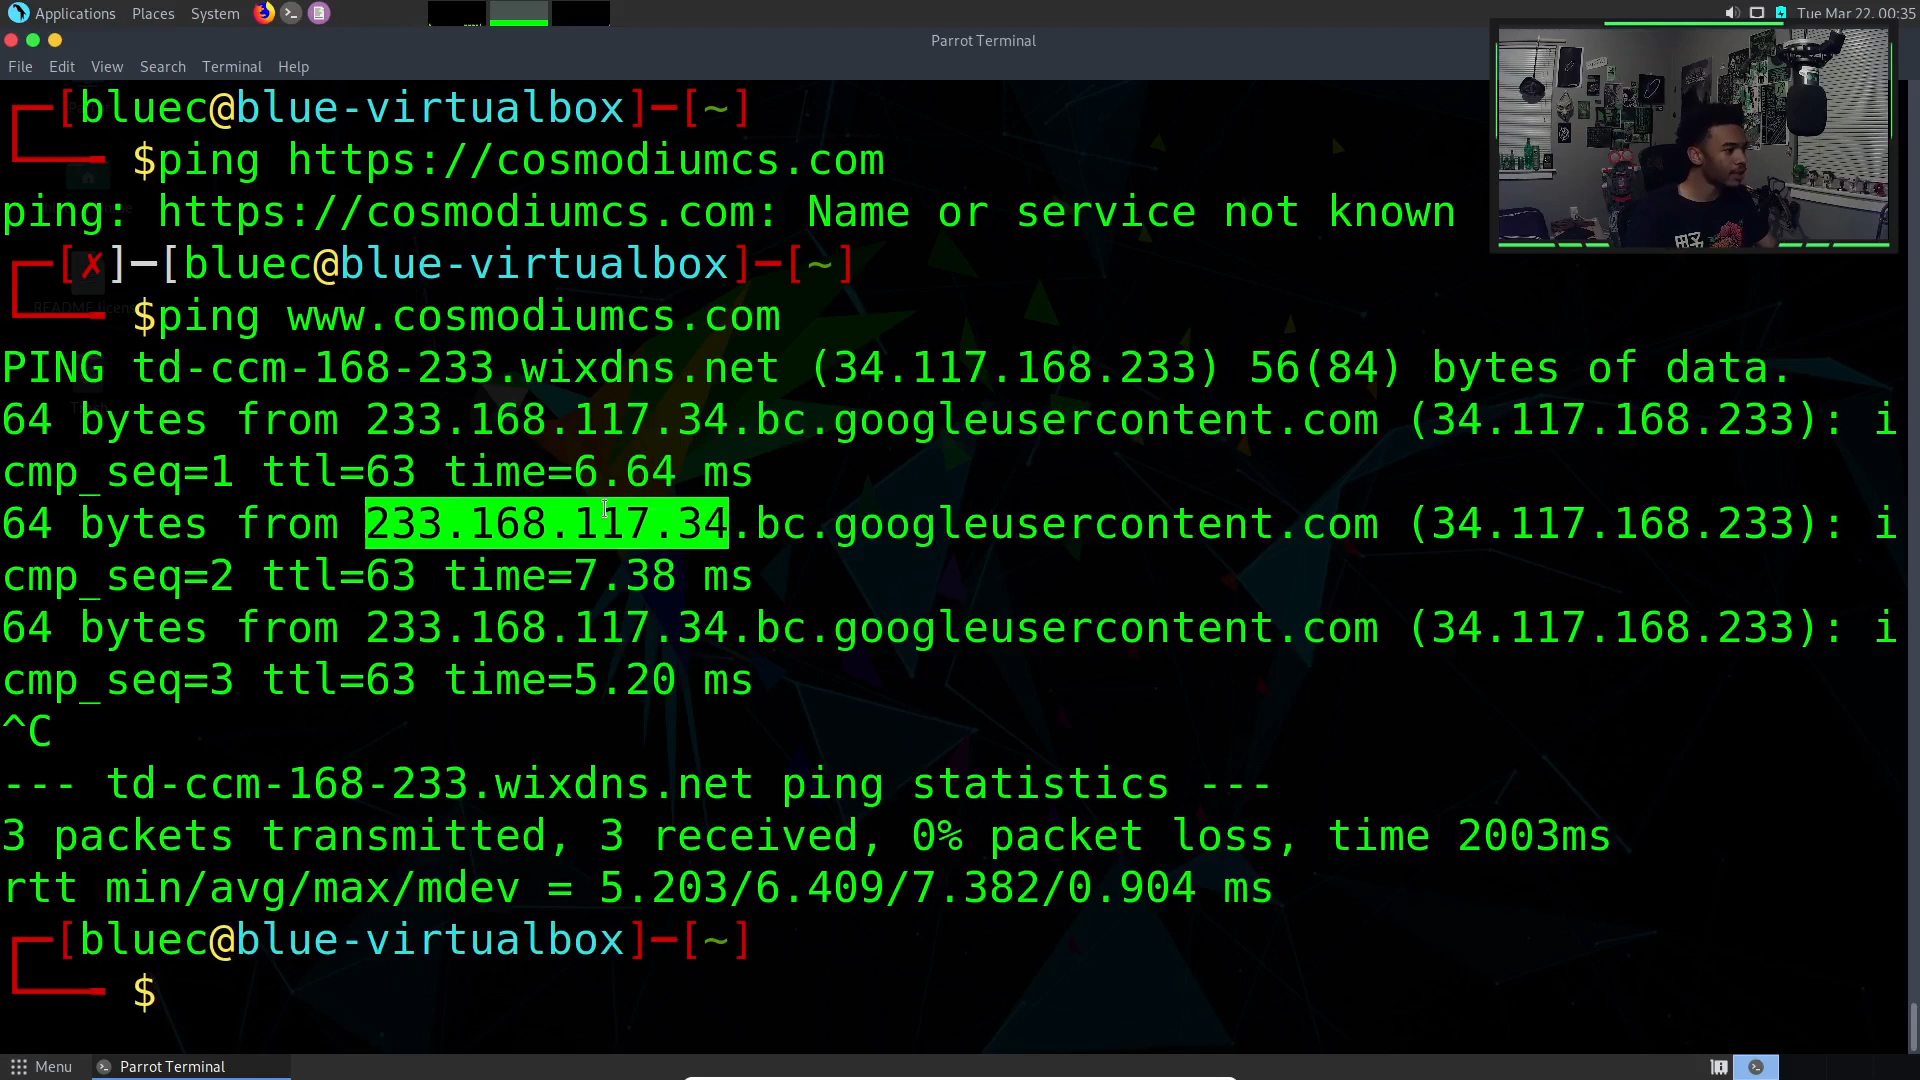 Applications Places System Tue Mar 22, 00:35
Parrot Terminal
File Edit View Search Terminal Help
[bluec@blue-virtualbox]─[~]
$ping https://cosmodiumcs.com
ping: https://cosmodiumcs.com: Name or service not known
[✗]─[bluec@blue-virtualbox]─[~]
$ping www.cosmodiumcs.com
PING td-ccm-168-233.wixdns.net (34.117.168.233) 56(84) bytes of data.
64 bytes from 233.168.117.34.bc.googleusercontent.com (34.117.168.233): i
cmp_seq=1 ttl=63 time=6.64 ms
64 bytes from 233.168.117.34.bc.googleusercontent.com (34.117.168.233): i
cmp_seq=2 ttl=63 time=7.38 ms
64 bytes from 233.168.117.34.bc.googleusercontent.com (34.117.168.233): i
cmp_seq=3 ttl=63 time=5.20 ms
^C
--- td-ccm-168-233.wixdns.net ping statistics ---
3 packets transmitted, 3 received, 0% packet loss, time 2003ms
rtt min/avg/max/mdev = 5.203/6.409/7.382/0.904 ms
[bluec@blue-virtualbox]─[~]
$
Menu Parrot Terminal